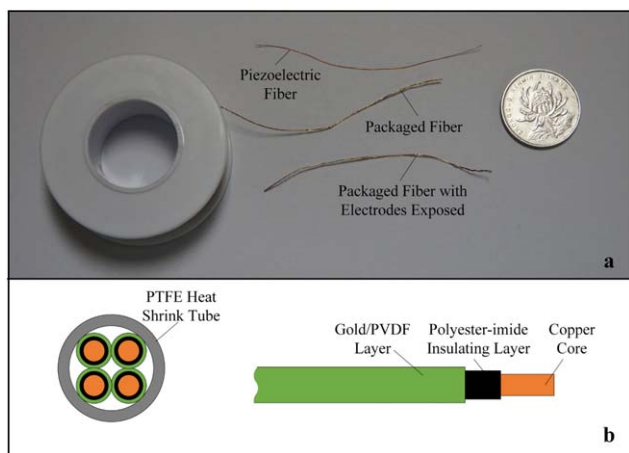 Piezoelectric
Fiber
Packaged Fiber
Packaged Fiber with
Electrodes Exposed
a
PTFE Heat
Shrink Tube
Gold/PVDF
Layer
Polyester-imide
Insulating Layer
Copper
Core
b